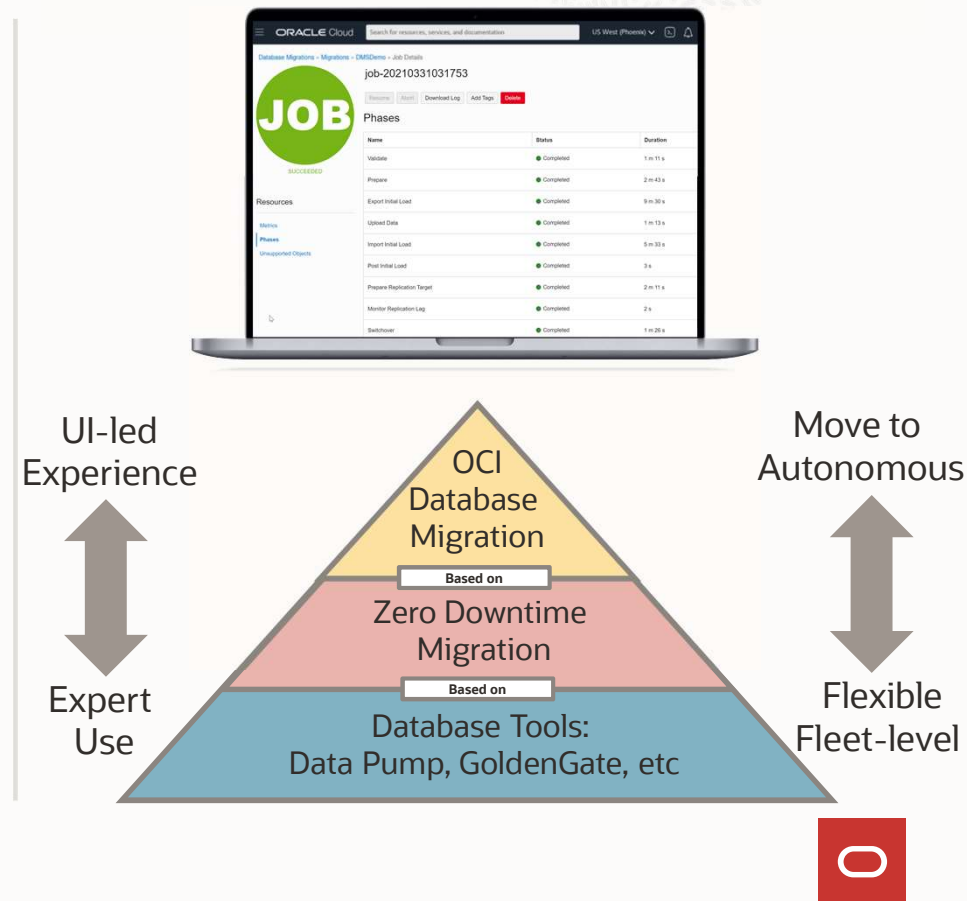 ORACLE Cloud
Search for resources, services, and documentation
US West (Phoenix)
Database Migrations » Migrations » DMSDemo » Job Details
JOB
SUCCEEDED
job-20210331031753
Resume Abort Download Log Add Tags Delete
Phases
Name Status Duration
Validate Completed 1 m 11 s
Prepare Completed 2 m 43 s
Export Initial Load Completed 9 m 30 s
Upload Data Completed 1 m 13 s
Import Initial Load Completed 5 m 33 s
Post Initial Load Completed 3 s
Prepare Replication Target Completed 2 m 11 s
Monitor Replication Lag Completed 2 s
Switchover Completed 1 m 26 s
Resources
Metrics
Phases
Unsupported Objects
UI-led
Experience
Expert
Use
OCI
Database
Migration
Based on
Zero Downtime
Migration
Based on
Database Tools:
Data Pump, GoldenGate, etc
Move to
Autonomous
Flexible
Fleet-level